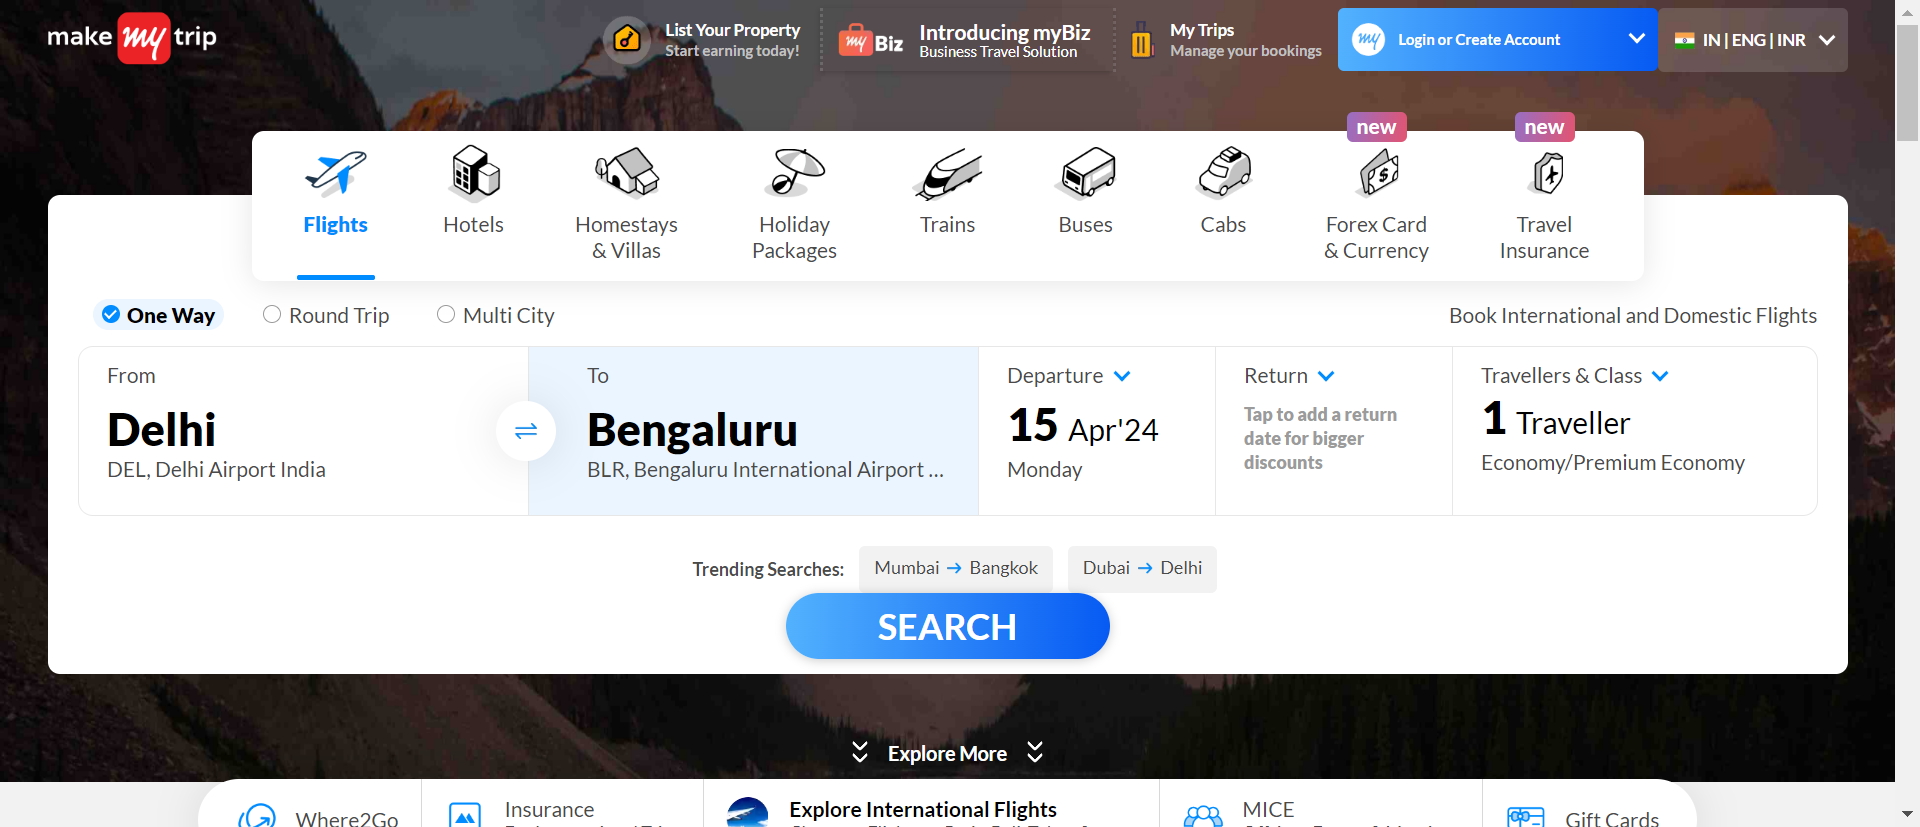 make my trip
List Your Property
Start earning today!
my Biz
Introducing myBiz
Business Travel Solution
My Trips
Manage your bookings
my
Login or Create Account
IN | ENG | INR
new
new
Flights
Hotels
Homestays
& Villas
Holiday
Packages
Trains
Buses
Cabs
Forex Card
& Currency
Travel
Insurance
One Way
Round Trip
Multi City
Book International and Domestic Flights
From
Delhi
DEL, Delhi Airport India
To
Bengaluru
BLR, Bengaluru International Airport ...
Departure
15 Apr'24
Monday
Return
Tap to add a return
date for bigger
discounts
Travellers & Class
1 Traveller
Economy/Premium Economy
Trending Searches:
Mumbai → Bangkok
Dubai → Delhi
SEARCH
Explore More
Where2Go
Insurance
Explore International Flights
MICE
Gift Cards